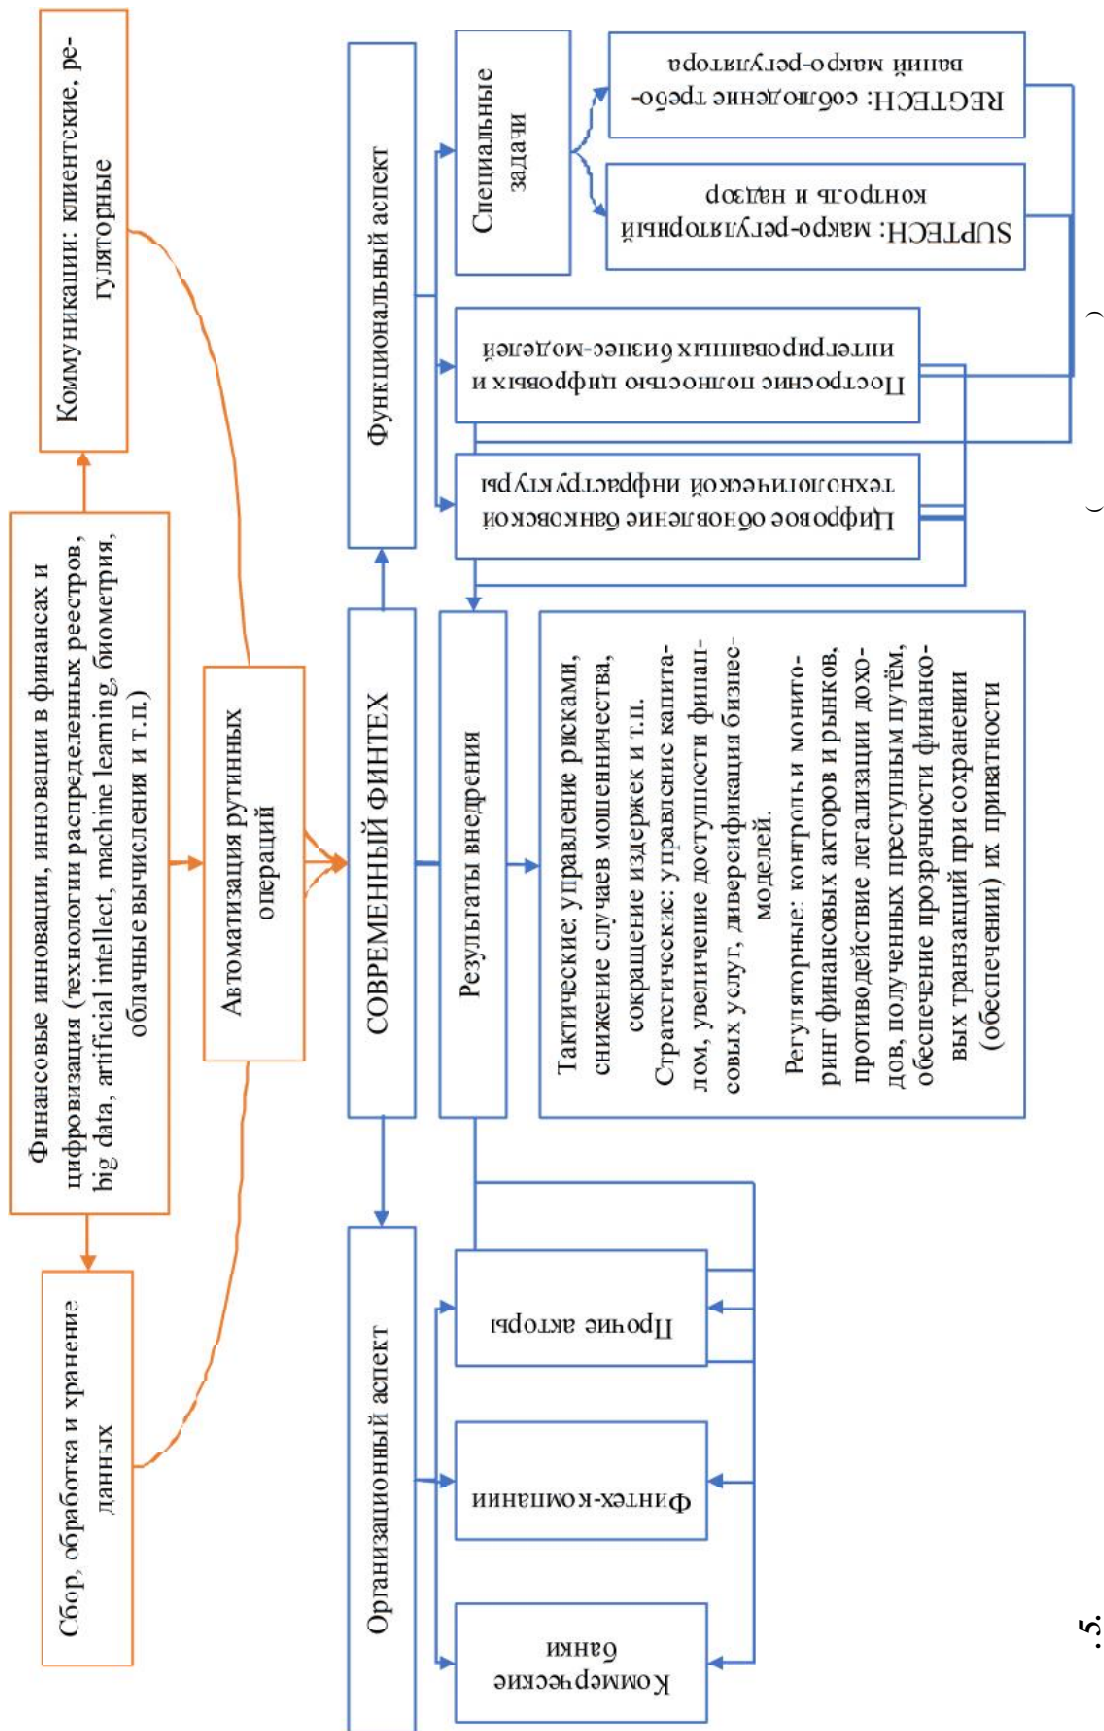 Финансовые инновации, инновации в финансах и
цифровизация (технологии распределенных реестров,
big data, artificial intellect, machine learning, биометрия,
облачные вычисления и т.п.)
Сбор, обработка и хранение
данных
Коммуникации: клиентские, ре-
гуляторные
Автоматизация рутинных
операций
СОВРЕМЕННЫЙ ФИНТЕХ
Организационный аспект
Функциональный аспект
Результаты внедрения
Коммерческие
банки
Финтех-компании
Прочие акторы
Цифровое обновление банковской
технологической инфраструктуры
Построение полностью цифровых и
интегрированных бизнес-моделей
Специальные
задачи
SUPTECH: макро-регуляторный
контроль и надзор
REGTECH: соблюдение требо-
ваний макро-регулятора
Тактические: управление рисками,
снижение случаев мошенничества,
сокращение издержек и т.п.
Стратегические: управление капита-
лом, увеличение доступности финан-
совых услуг, диверсификация бизнес-
моделей.
Регуляторные: контроль и монито-
ринг финансовых акторов и рынков,
противодействие легализации дохо-
дов, полученных преступным путём,
обеспечение прозрачности финансо-
вых транзакций при сохранении
(обеспечении) их приватности
. 5. ( )